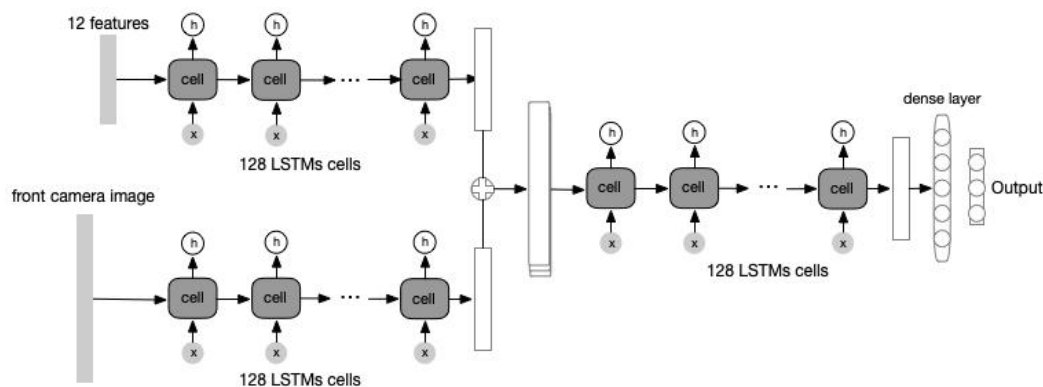 12 features
h h h
cell cell ... cell
x x x
128 LSTMs cells
front camera image
h h h
cell cell ... cell
x x x
128 LSTMs cells
h h h
cell cell ... cell
x x x
128 LSTMs cells
dense layer
Output